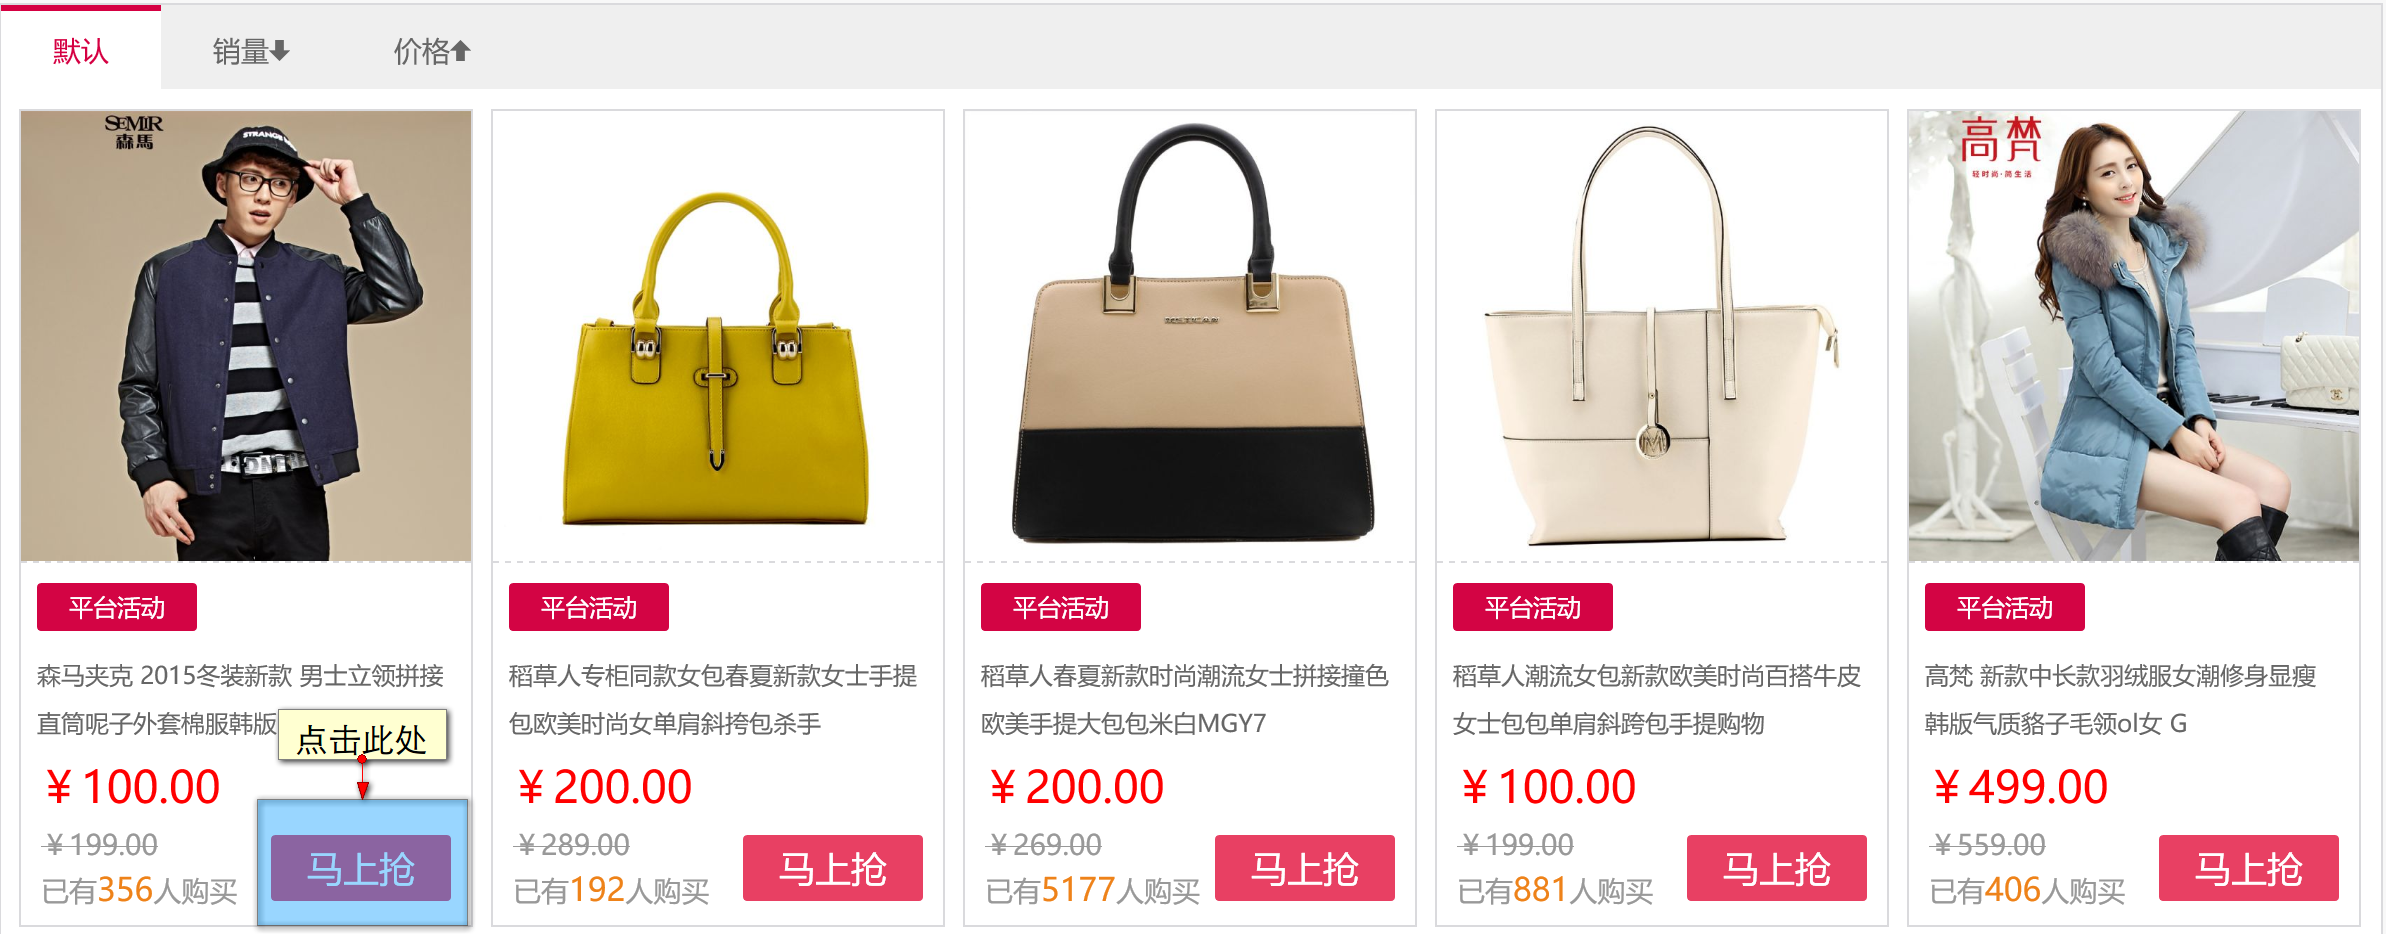 默认
销量
价格
SEMIR
森馬
STRANGE
高梵
轻时尚·简生活
平台活动
森马夹克 2015冬装新款 男士立领拼接
直筒呢子外套棉服韩版
点击此处
￥100.00
￥199.00
已有356人购买
马上抢
平台活动
稻草人专柜同款女包春夏新款女士手提
包欧美时尚女单肩斜挎包杀手
￥200.00
￥289.00
已有192人购买
马上抢
平台活动
稻草人春夏新款时尚潮流女士拼接撞色
欧美手提大包包米白MGY7
￥200.00
￥269.00
已有5177人购买
马上抢
平台活动
稻草人潮流女包新款欧美时尚百搭牛皮
女士包包单肩斜跨包手提购物
￥100.00
￥199.00
已有881人购买
马上抢
平台活动
高梵 新款中长款羽绒服女潮修身显瘦
韩版气质貉子毛领ol女 G
￥499.00
￥559.00
已有406人购买
马上抢